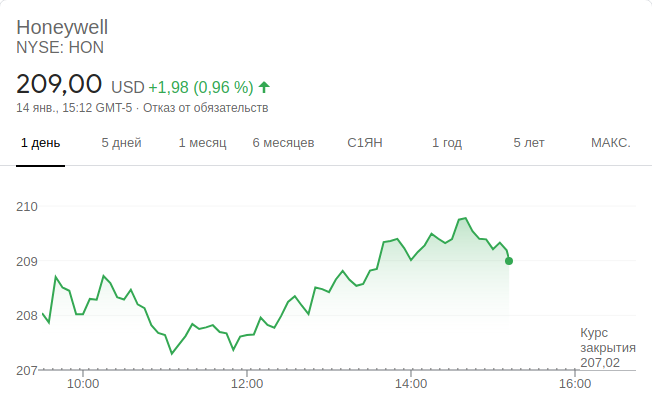 Honeywell
NYSE: HON
209,00 USD +1,98 (0,96 %)
14 янв., 15:12 GMT-5 · Отказ от обязательств
1 день 5 дней 1 месяц 6 месяцев С1ЯН 1 год 5 лет МАКС.
210
209
208
207
Курс
закрытия
207,02
10:00 12:00 14:00 16:00